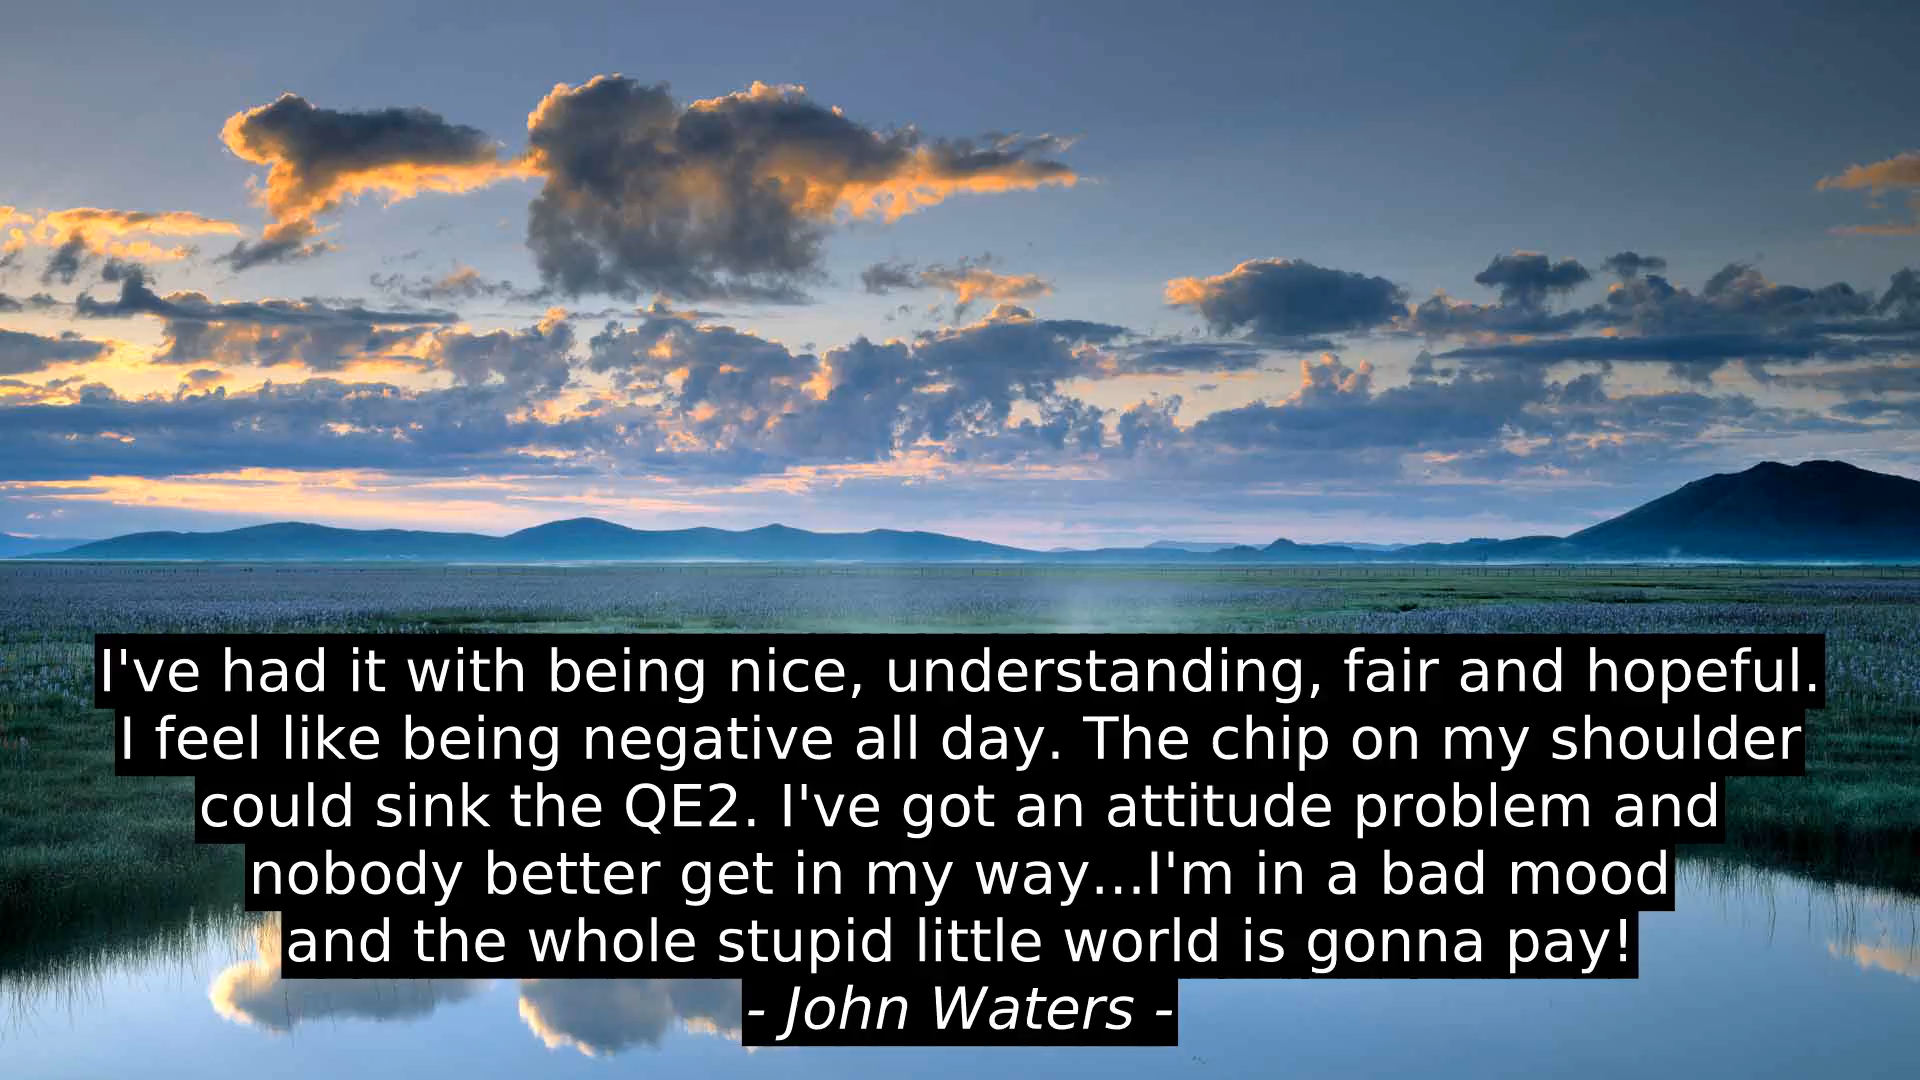 I've had it with being nice, understanding, fair and hopeful.
I feel like being negative all day. The chip on my shoulder
could sink the QE2. I've got an attitude problem and
nobody better get in my way...I'm in a bad mood
and the whole stupid little world is gonna pay!
- John Waters -